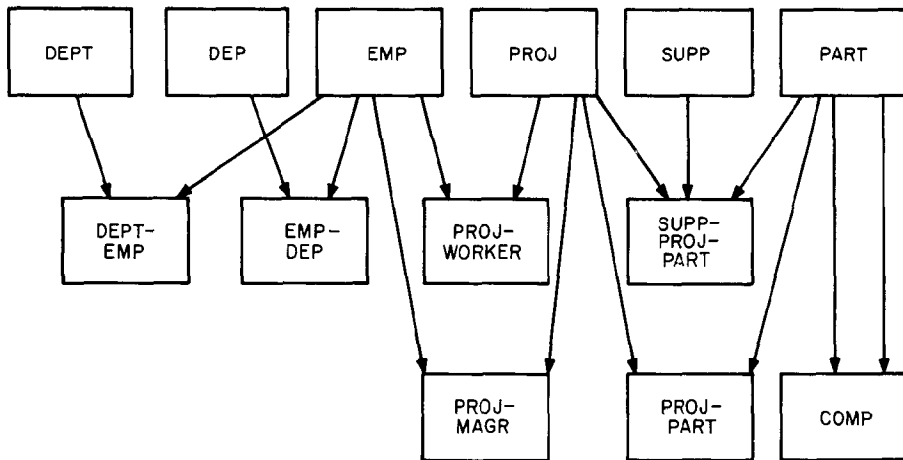 DEPT
DEP
EMP
PROJ
SUPP
PART
DEPT-
EMP
EMP-
DEP
PROJ-
WORKER
SUPP-
PROJ-
PART
PROJ-
MAGR
PROJ-
PART
COMP